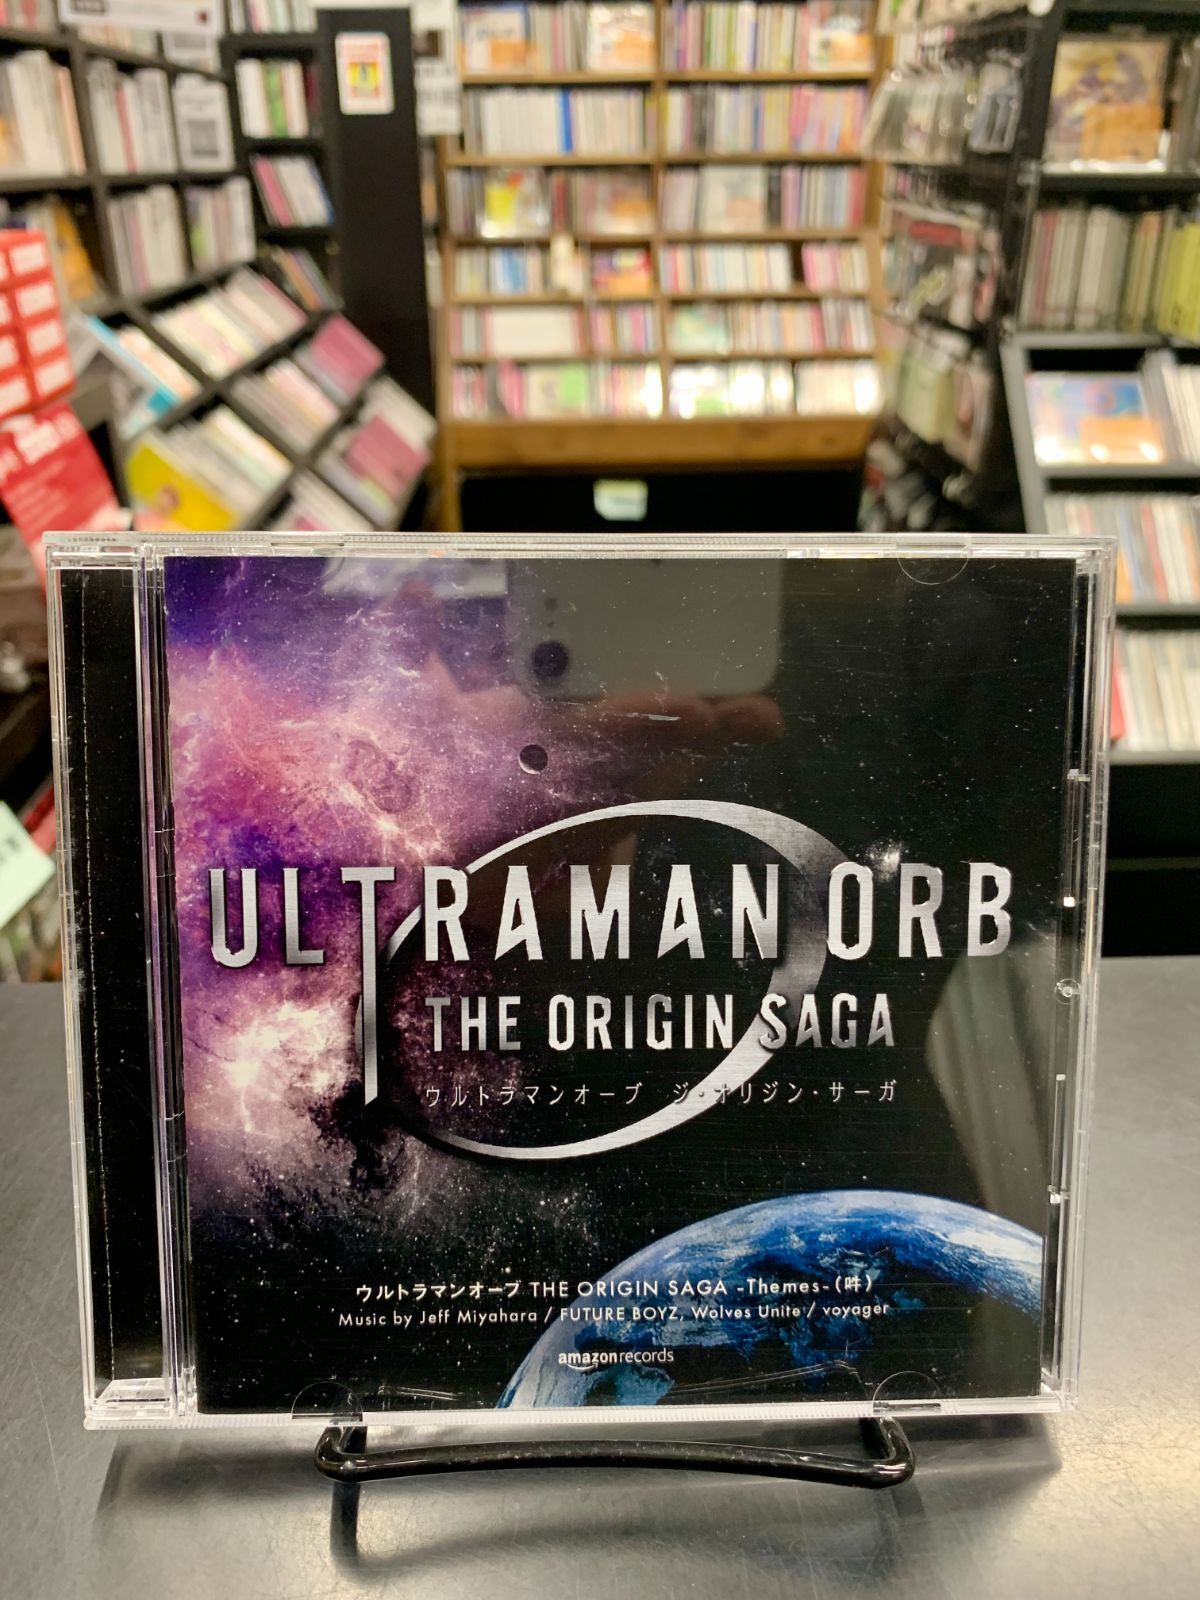 ULTRAMAN ORB
THE ORIGIN SAGA
ウルトラマンオーブ ジ・オリジン・サーガ
ウルトラマンオーブ THE ORIGIN SAGA -Themes-（吽）
Music by Jeff Miyahara / FUTURE BOYZ, Wolves Unite / voyager
amazonrecords